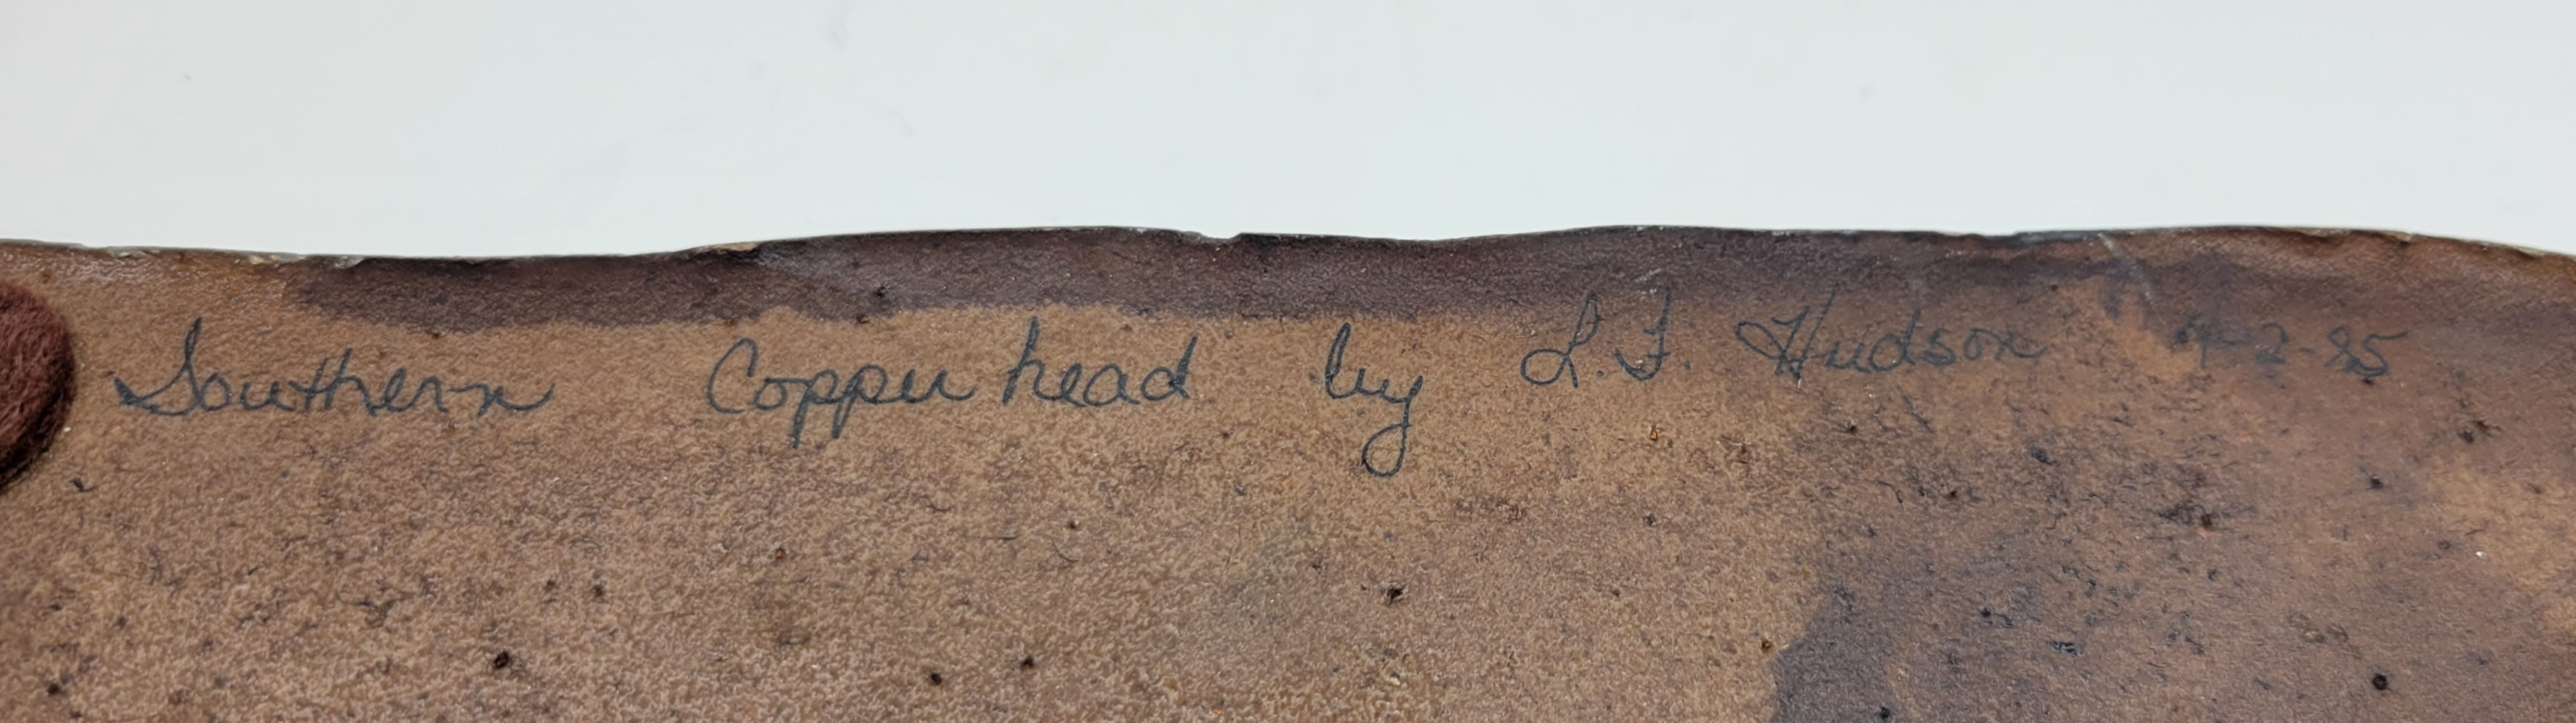 Southern Copperhead by L.F. Hudson 4-2-85